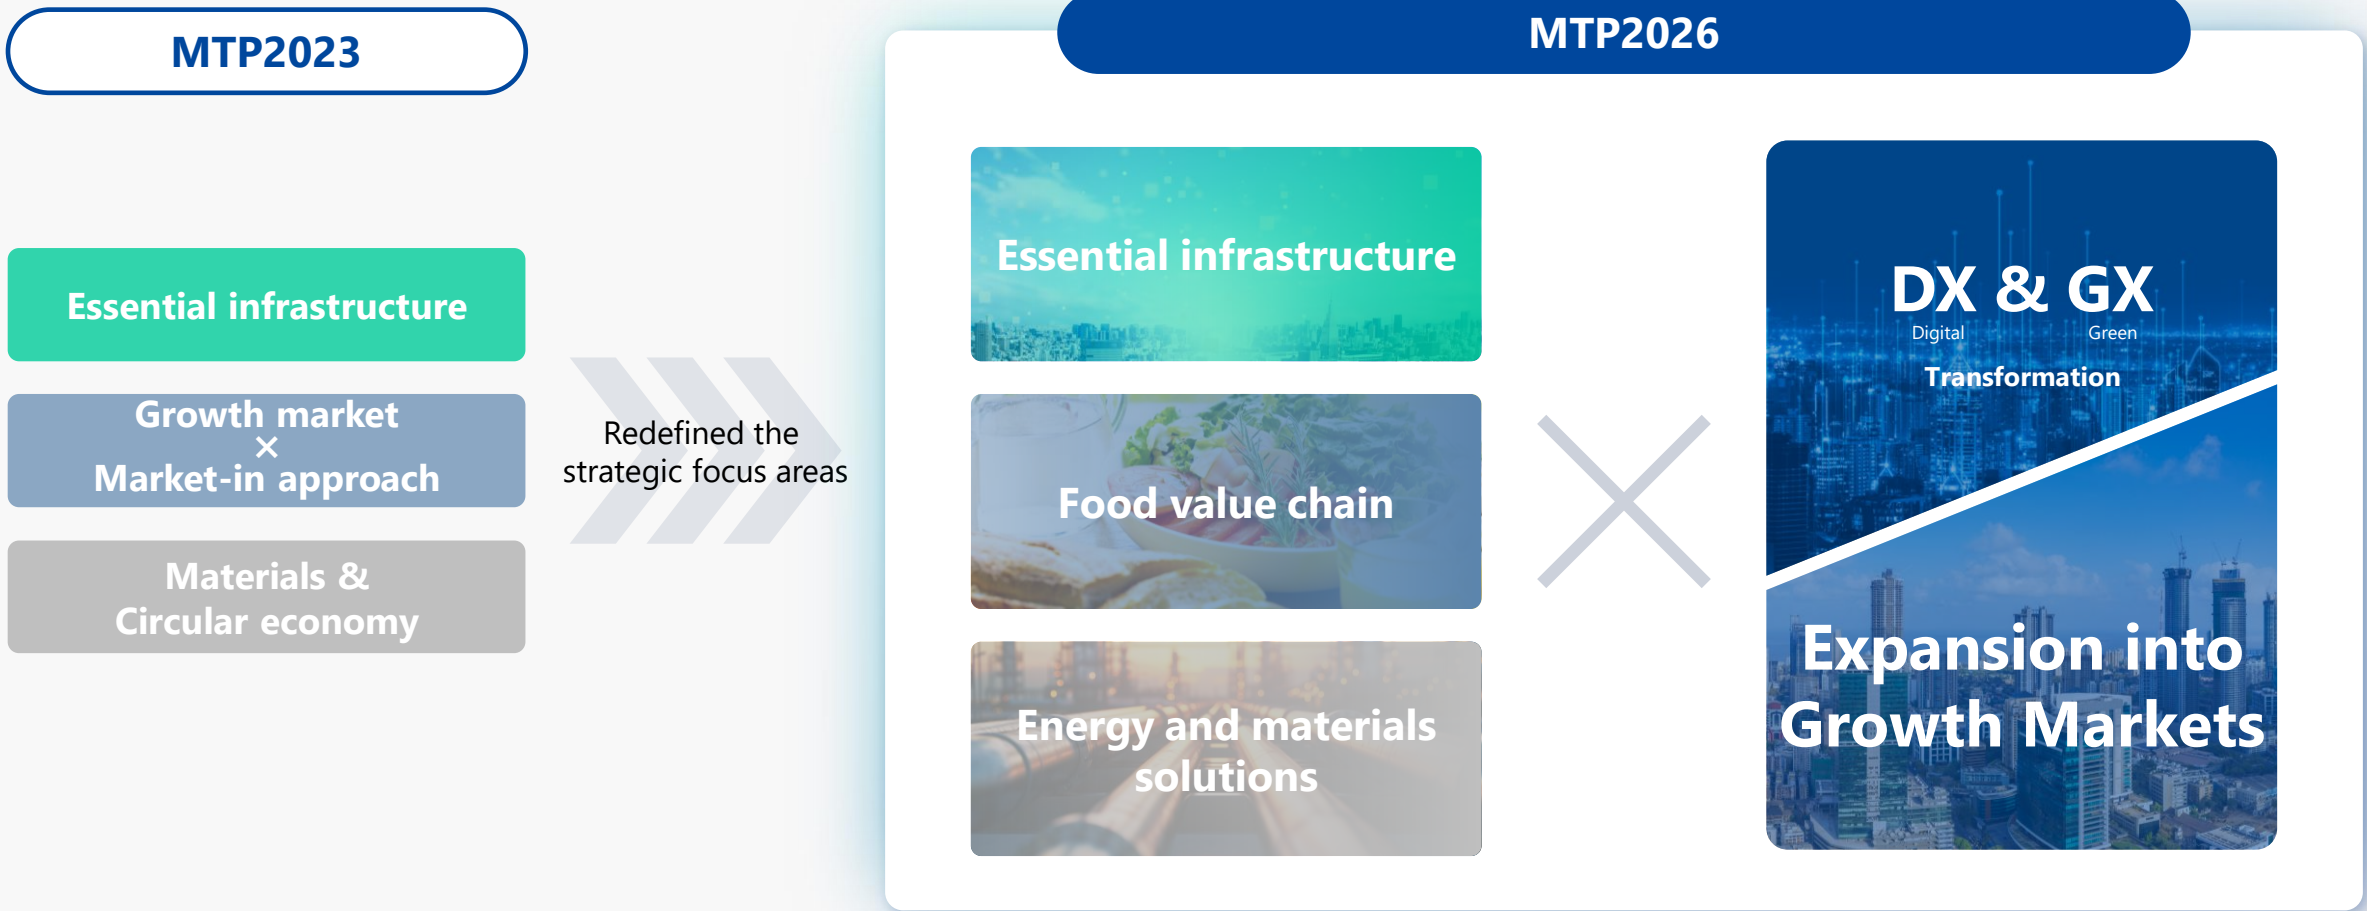 MTP2023
Essential infrastructure
Growth market
×
Market-in approach
Materials &
Circular economy
Redefined the
strategic focus areas
MTP2026
Essential infrastructure
Food value chain
Energy and materials
solutions
DX & GX
Digital Green
Transformation
Expansion into
Growth Markets